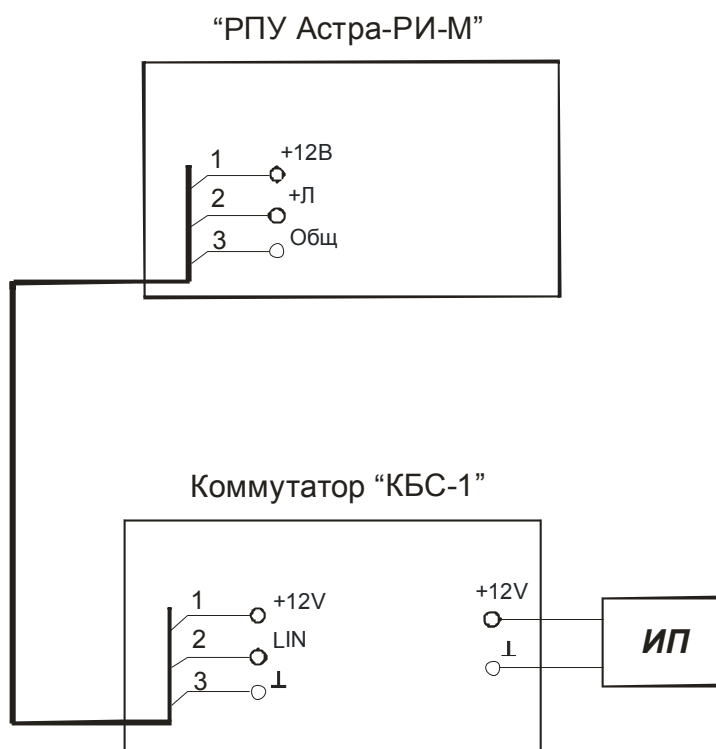 “РПУ Астра-РИ-М”
1 +12В
2 +Л
3 Общ
Коммутатор “КБС-1”
1 +12V
2 LIN
3 ⊥
+12V
⊥
ИП